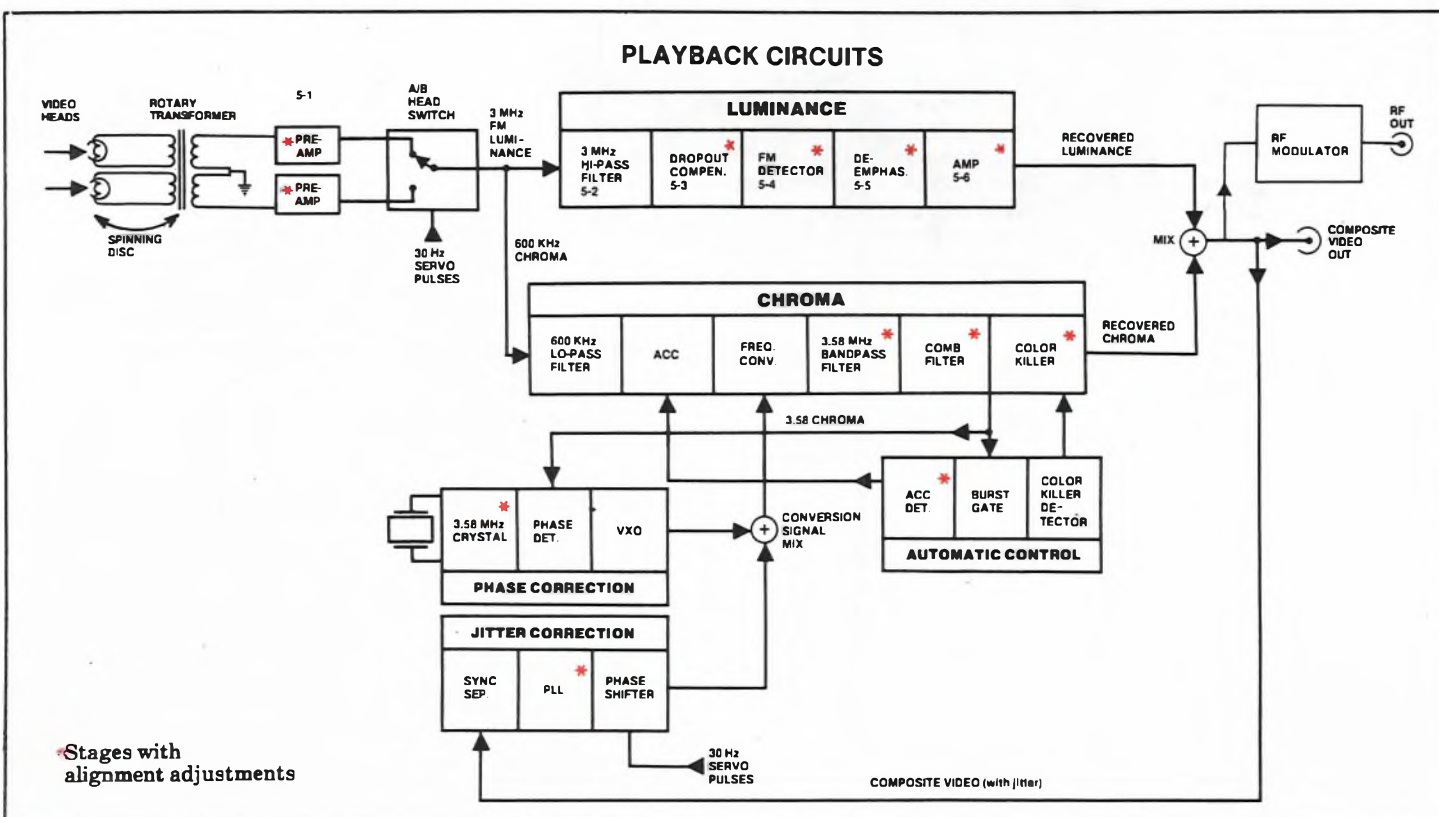 PLAYBACK CIRCUITS
VIDEO
HEADS
ROTARY
TRANSFORMER
5-1
* PRE-
AMP
* PRE-
AMP
SPINNING
DISC
A/B
HEAD
SWITCH
30 Hz
SERVO
PULSES
3 MHz
FM
LUMI-
NANCE
600 KHz
CHROMA
LUMINANCE
3 MHz
HI-PASS
FILTER
5-2
*
DROPOUT
COMPEN.
5-3
*
FM
DETECTOR
5-4
*
DE-
EMPHAS.
5-5
*
AMP
5-6
RECOVERED
LUMINANCE
RF
MODULATOR
RF
OUT
MIX +
COMPOSITE
VIDEO
OUT
CHROMA
600 KHz
LO-PASS
FILTER
ACC
FREQ.
CONV.
*
3.58 MHz
BANDPASS
FILTER
*
COMB
FILTER
*
COLOR
KILLER
RECOVERED
CHROMA
3.58 CHROMA
*
3.58 MHz
CRYSTAL
PHASE
DET.
VXO
PHASE CORRECTION
+ CONVERSION
SIGNAL
MIX
*
ACC
DET.
BURST
GATE
COLOR
KILLER
DE-
TECTOR
AUTOMATIC CONTROL
JITTER CORRECTION
SYNC
SEP.
*
PLL
PHASE
SHIFTER
30 Hz
SERVO
PULSES
COMPOSITE VIDEO (with jitter)
*Stages with
alignment adjustments